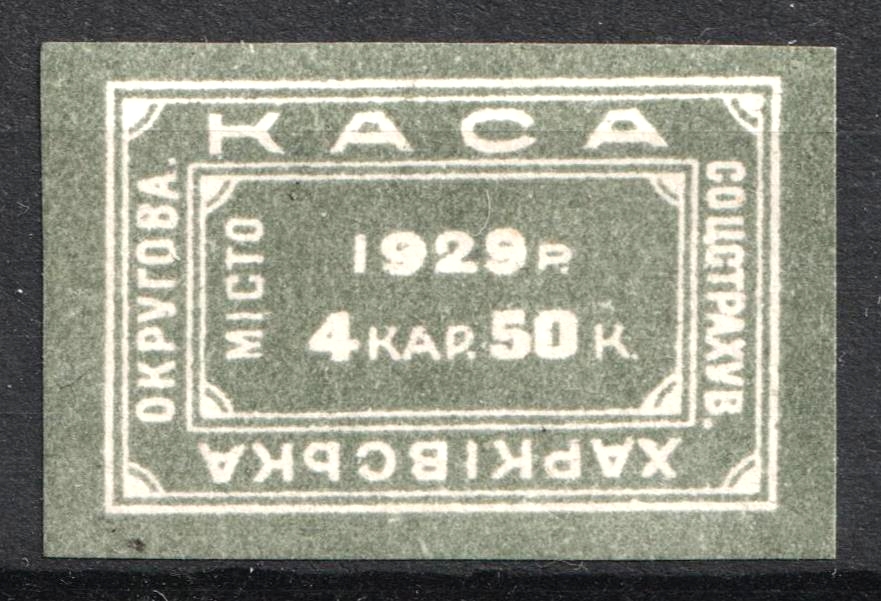 ХАРКІВСЬКА
ОКРУГОВА.
КАСА
СОЦСТРАХУВ.
МІСТО
1929 Р.
4 КАР. 50 К.